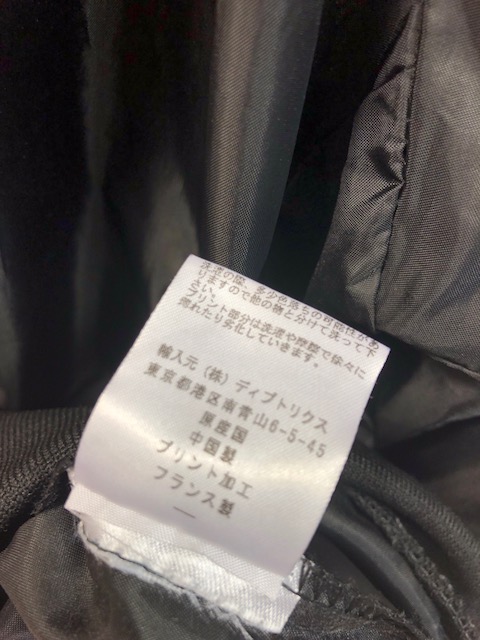 洗濯の際、多少色落ちの可能性があ
りますので他の物と分けて洗って下
さい。
プリント部分は洗濯や摩擦で徐々に
薄れたり劣化していきます。
輸入元（株）ディプトリクス
東京都港区南青山6-5-45
原産国
中国製
プリント加工
フランス製
―